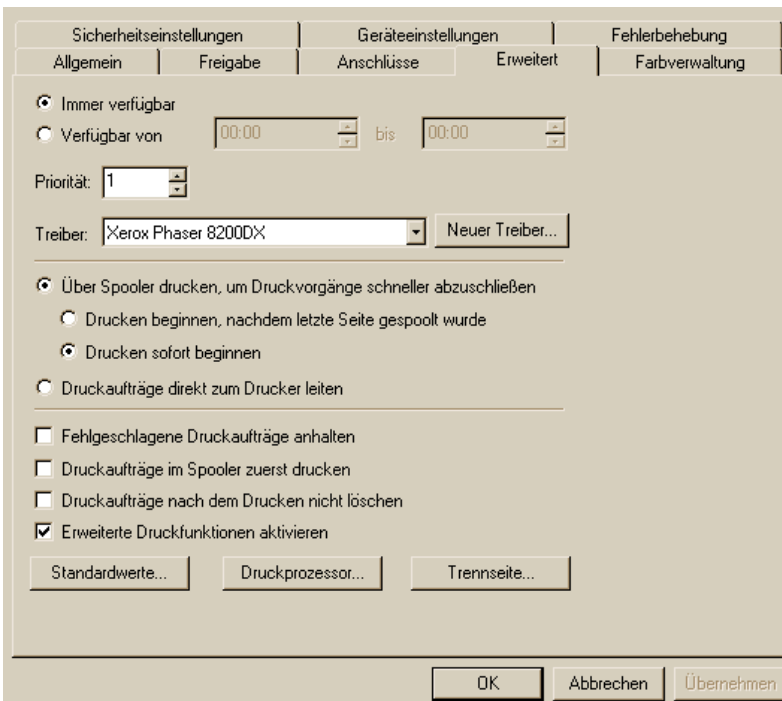 Sicherheitseinstellungen Geräteeinstellungen Fehlerbehebung
Allgemein Freigabe Anschlüsse Erweitert Farbverwaltung
Immer verfügbar
Verfügbar von 00:00 bis 00:00
Priorität: 1
Treiber: Xerox Phaser 8200DX Neuer Treiber...
Über Spooler drucken, um Druckvorgänge schneller abzuschließen
Drucken beginnen, nachdem letzte Seite gespoolt wurde
Drucken sofort beginnen
Druckaufträge direkt zum Drucker leiten
Fehlgeschlagene Druckaufträge anhalten
Druckaufträge im Spooler zuerst drucken
Druckaufträge nach dem Drucken nicht löschen
Erweiterte Druckfunktionen aktivieren
Standardwerte... Druckprozessor... Trennseite...
OK Abbrechen Übernehmen